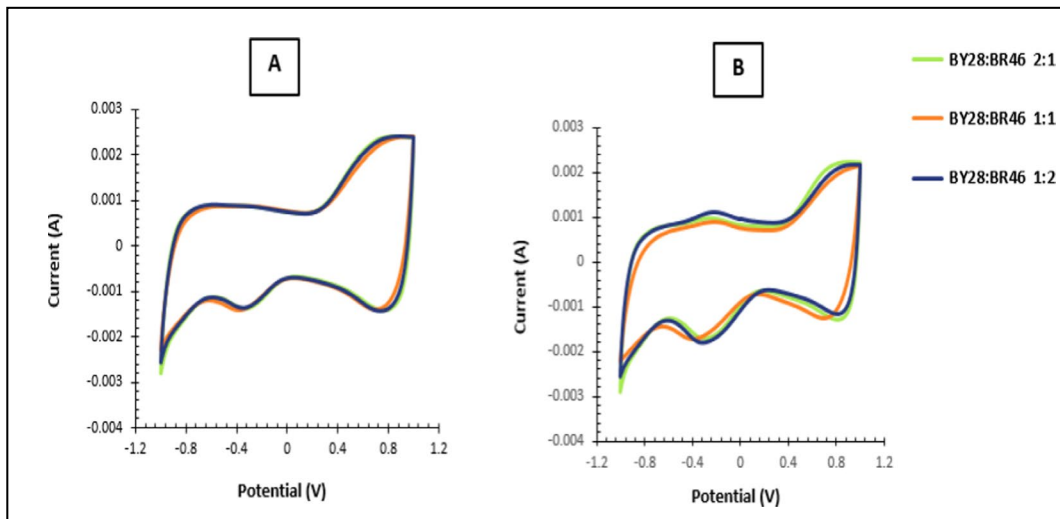 A
0.003
0.002
0.001
0
-0.001
-0.002
-0.003
-0.004
-1.2 -0.8 -0.4 0 0.4 0.8 1.2
Current (A)
Potential (V)
B
0.003
0.002
0.001
0
-0.001
-0.002
-0.003
-0.004
-1.2 -0.8 -0.4 0 0.4 0.8 1.2
Current (A)
Potential (V)
BY28:BR46 2:1
BY28:BR46 1:1
BY28:BR46 1:2